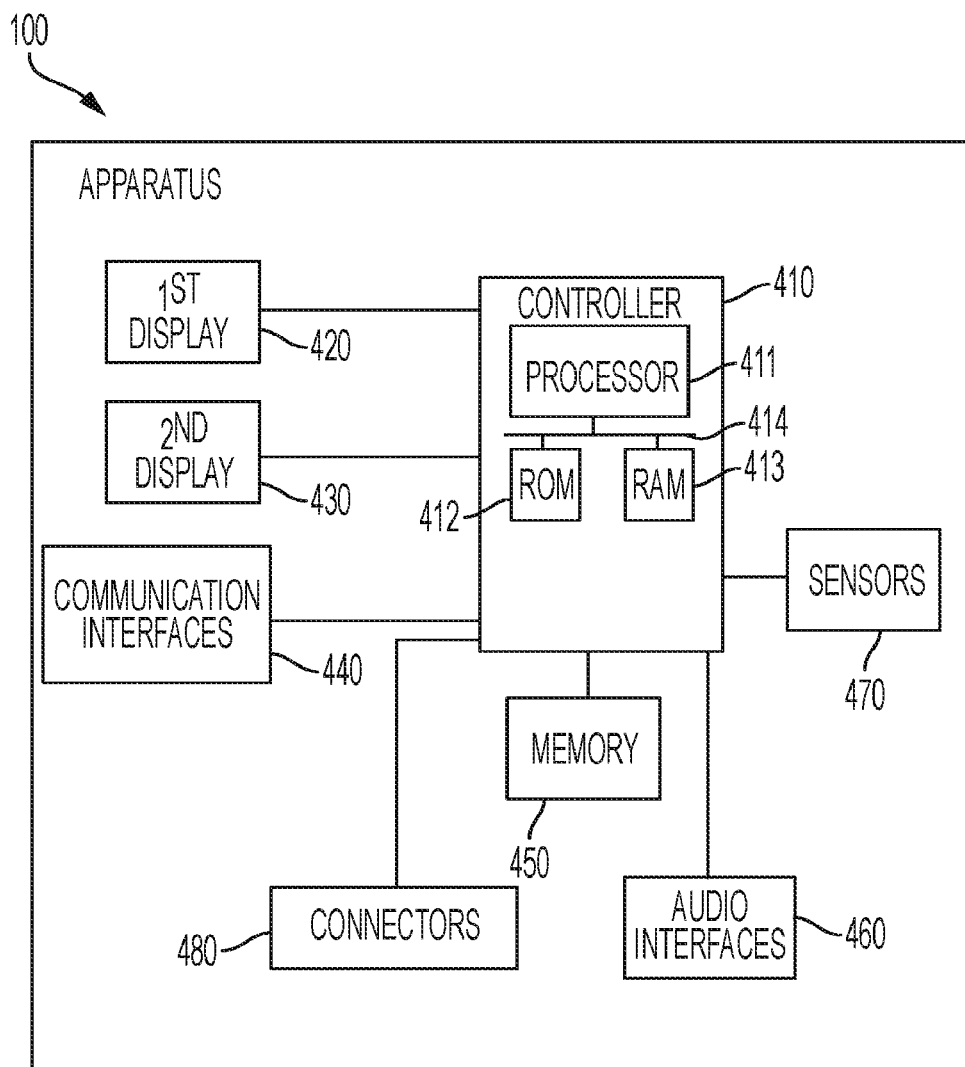 100
APPARATUS
1ST
DISPLAY
420
2ND
DISPLAY
430
COMMUNICATION
INTERFACES
440
CONTROLLER
410
PROCESSOR
411
414
ROM
412
RAM
413
SENSORS
470
MEMORY
450
CONNECTORS
480
AUDIO
INTERFACES
460